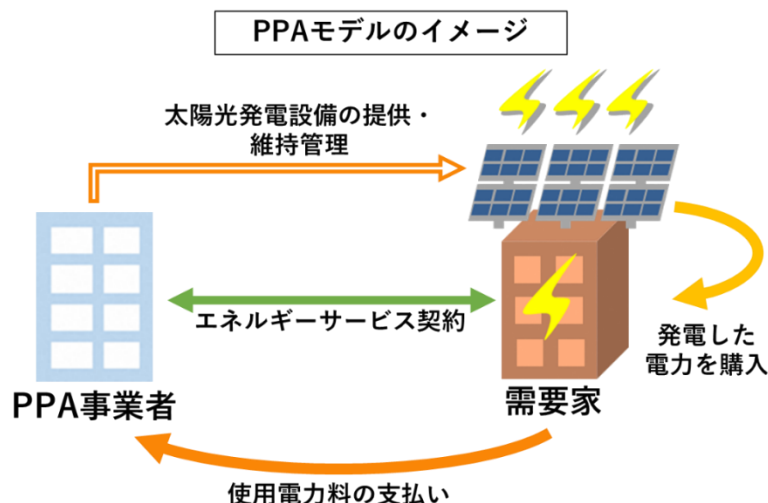 PPAモデルのイメージ
太陽光発電設備の提供・
維持管理
エネルギーサービス契約
発電した
電力を購入
PPA事業者
需要家
使用電力料の支払い